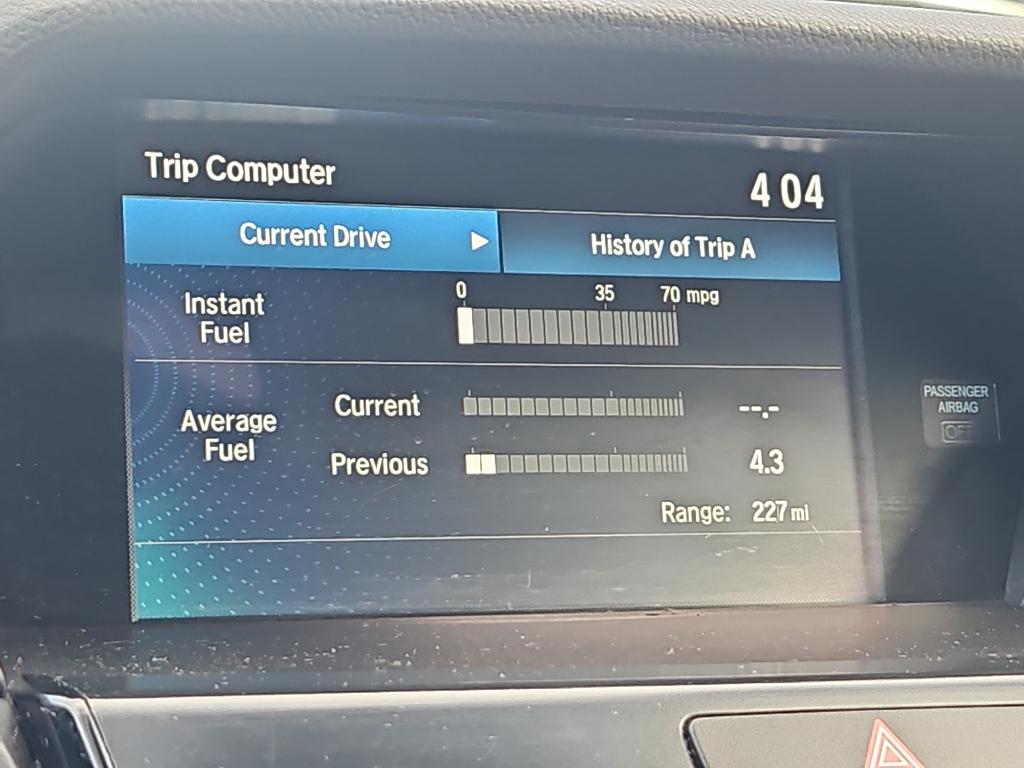 Trip Computer
4 04
Current Drive
History of Trip A
0 35 70 mpg
Instant
Fuel
Average
Fuel
Current --.-
Previous 4.3
Range: 227 mi
PASSENGER
AIRBAG
OFF